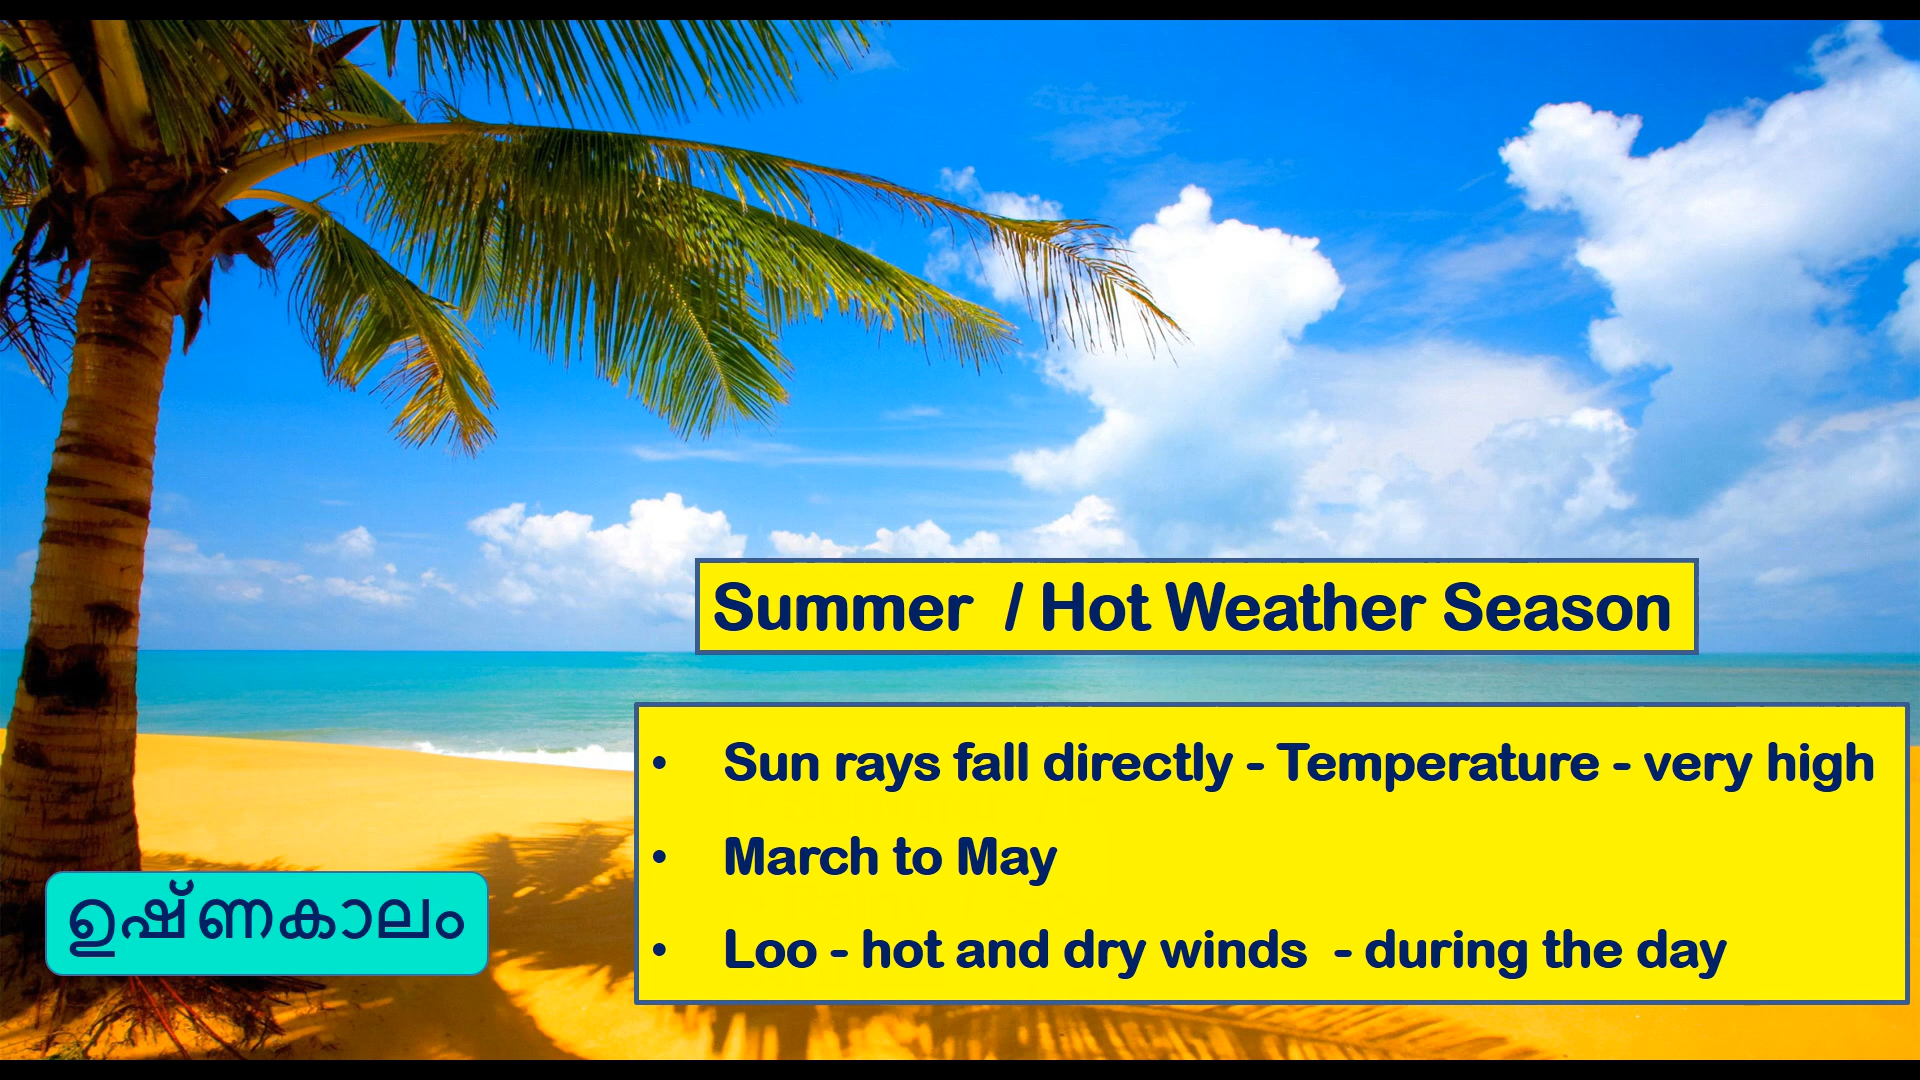 Summer / Hot Weather Season
• Sun rays fall directly - Temperature - very high
• March to May
• Loo - hot and dry winds - during the day
ഉഷ്ണകാലം